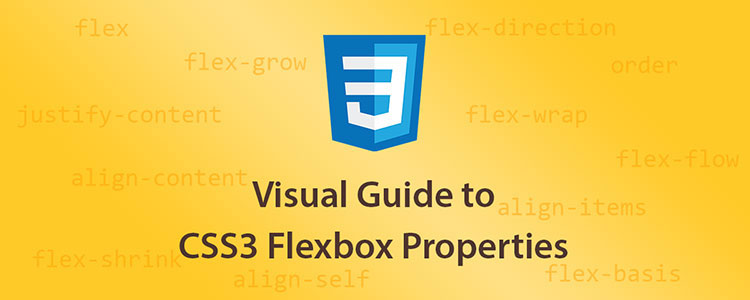 flex
flex-direction
flex-grow
order
justify-content
flex-wrap
flex-flow
align-content
Visual Guide to
align-items
CSS3 Flexbox Properties
flex-shrink
align-self
flex-basis